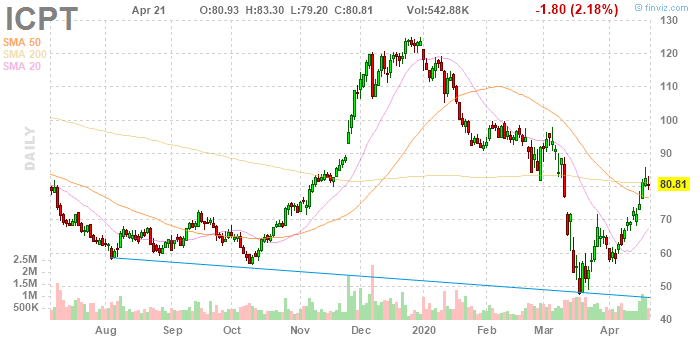 ICPT Apr 21 O:80.93 H:83.30 L:79.20 C:80.81 Vol:542.88K -1.80 (2.18%) © finviz.com
SMA 50
SMA 200
SMA 20
DAILY
130
120
110
100
90
80.81
70
60
50
40
2.5M
2M
1.5M
1M
500K
Aug Sep Oct Nov Dec 2020 Feb Mar Apr